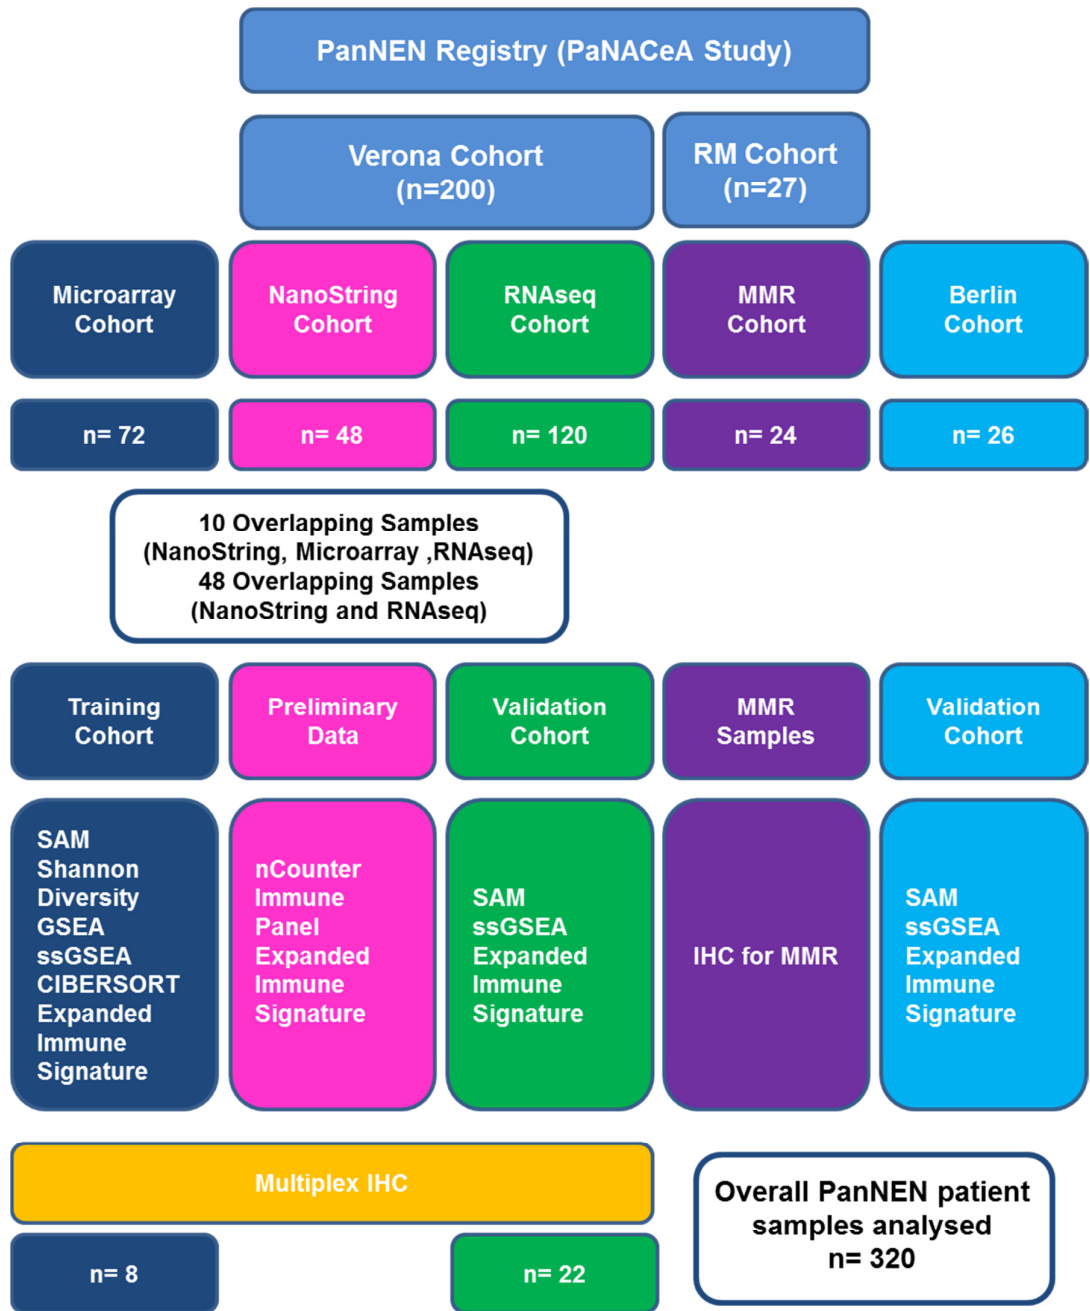 PanNEN Registry (PaNACeA Study)
Verona Cohort
(n=200)
RM Cohort
(n=27)
Microarray
Cohort
NanoString
Cohort
RNAseq
Cohort
MMR
Cohort
Berlin
Cohort
n= 72
n= 48
n= 120
n= 24
n= 26
10 Overlapping Samples
(NanoString, Microarray ,RNAseq)
48 Overlapping Samples
(NanoString and RNAseq)
Training
Cohort
Preliminary
Data
Validation
Cohort
MMR
Samples
Validation
Cohort
SAM
Shannon
Diversity
GSEA
ssGSEA
CIBERSORT
Expanded
Immune
Signature
nCounter
Immune
Panel
Expanded
Immune
Signature
SAM
ssGSEA
Expanded
Immune
Signature
IHC for MMR
SAM
ssGSEA
Expanded
Immune
Signature
Multiplex IHC
n= 8
n= 22
Overall PanNEN patient
samples analysed
n= 320